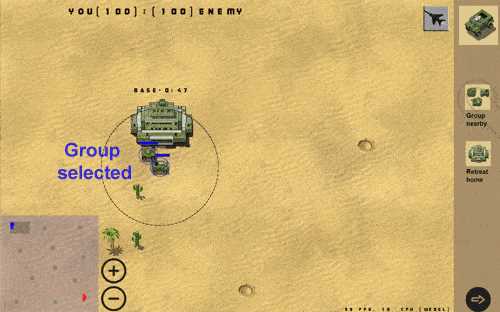 YOU(100):(100)ENEMY
BASE-0:47
Group
selected
Group
nearby
Retreat
home
+
−